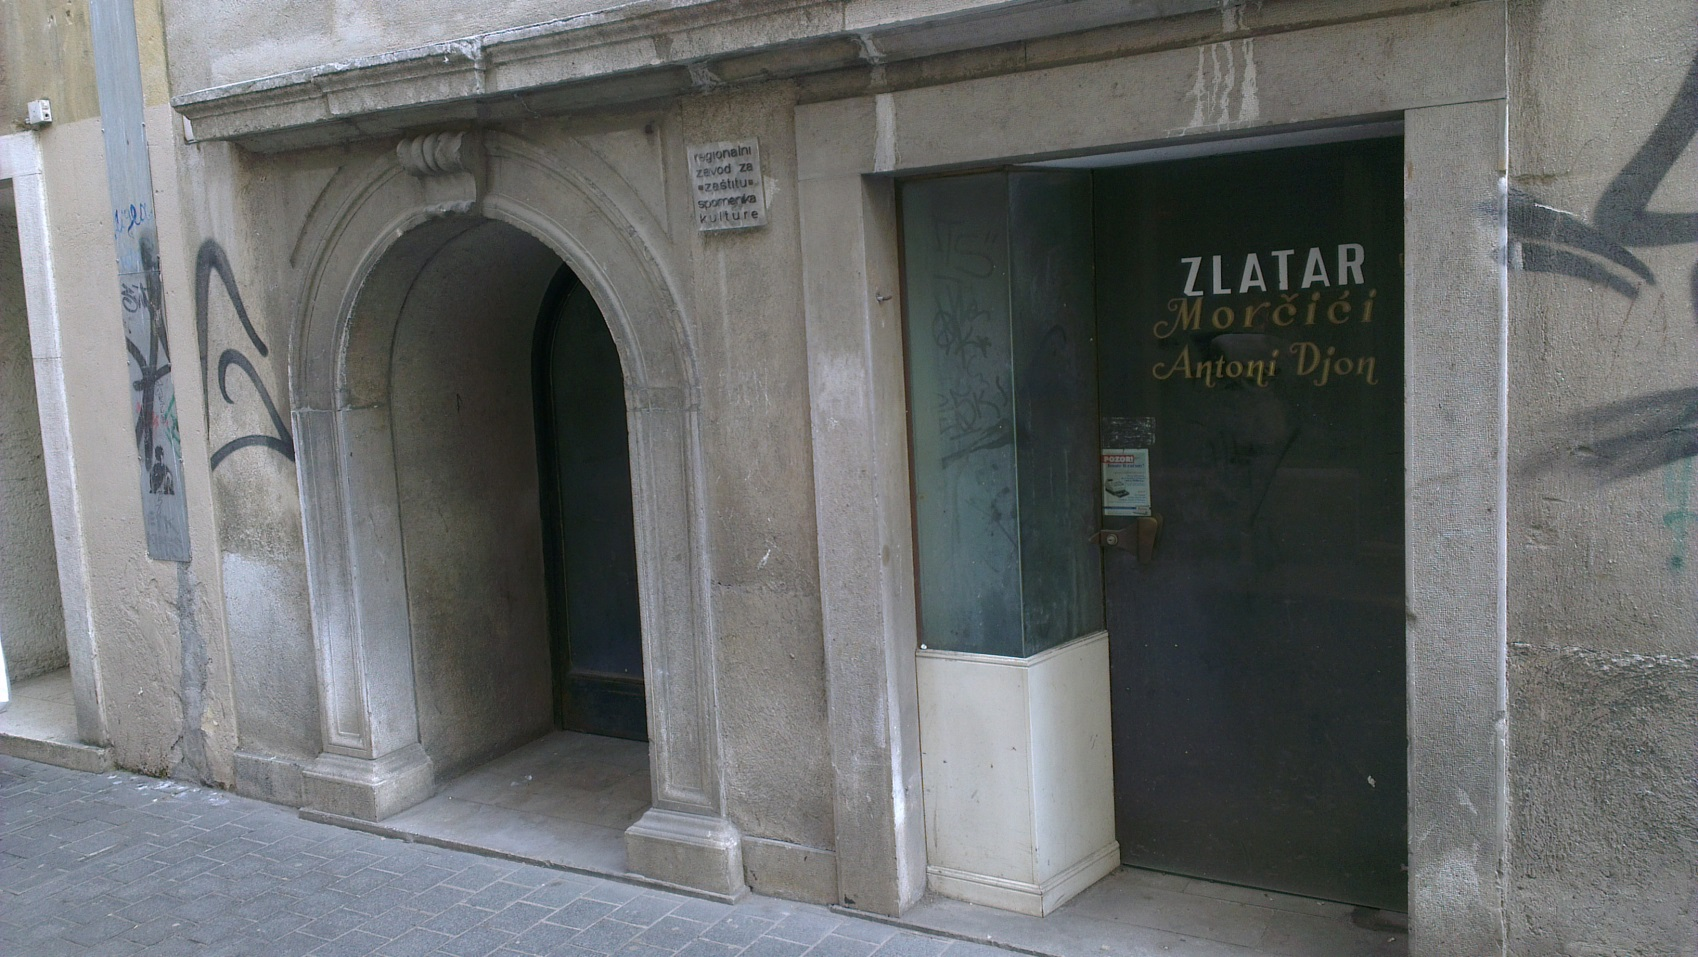 regionalni
zavod za
"zaštitu"
spomenika
kulture
ZLATAR
Morčići
Antoni Djon
POZOR!